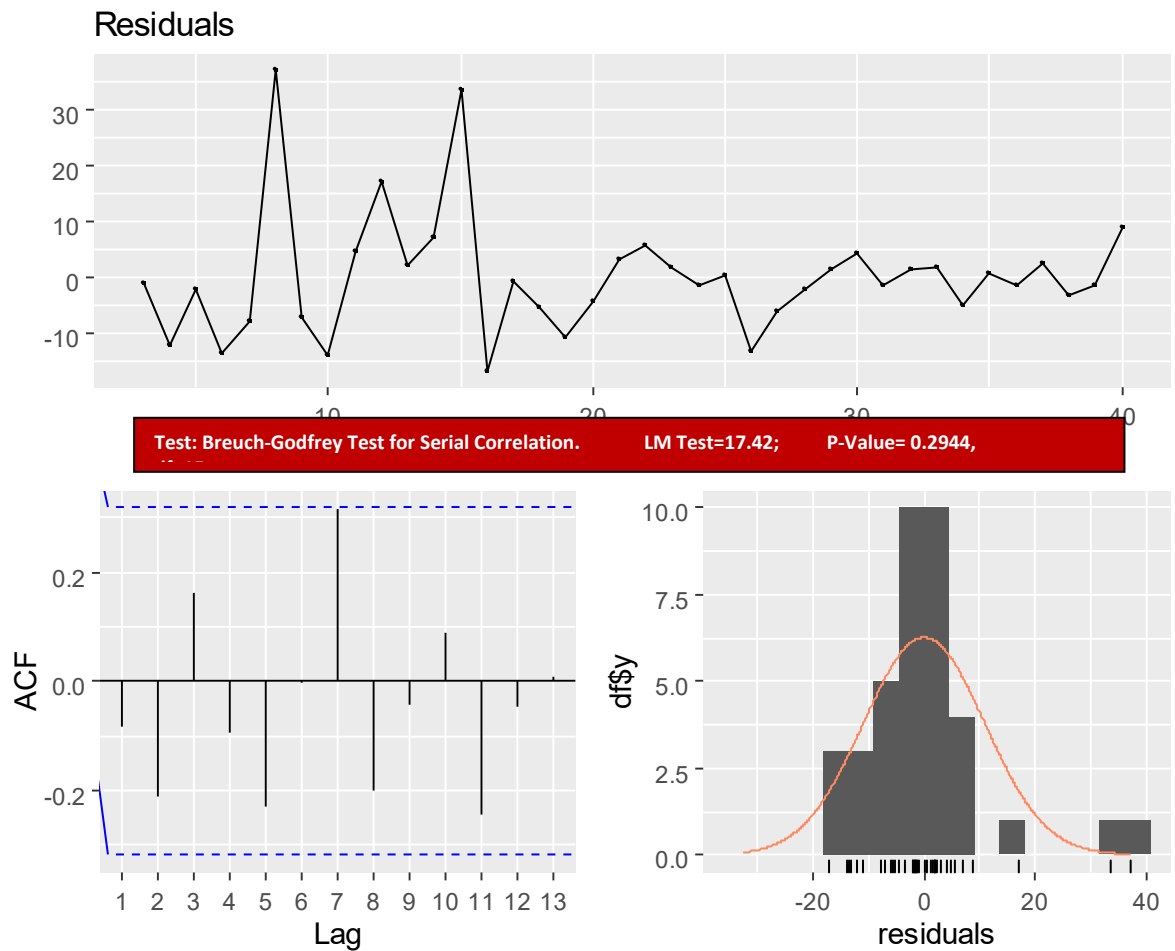 Residuals
30
20
10
0
-10
10 20 30 40
Test: Breuch-Godfrey Test for Serial Correlation. LM Test=17.42; P-Value= 0.2944,
ACF
0.2
0.0
-0.2
1 2 3 4 5 6 7 8 9 10 11 12 13
Lag
df$y
10.0
7.5
5.0
2.5
0.0
-20 0 20 40
residuals